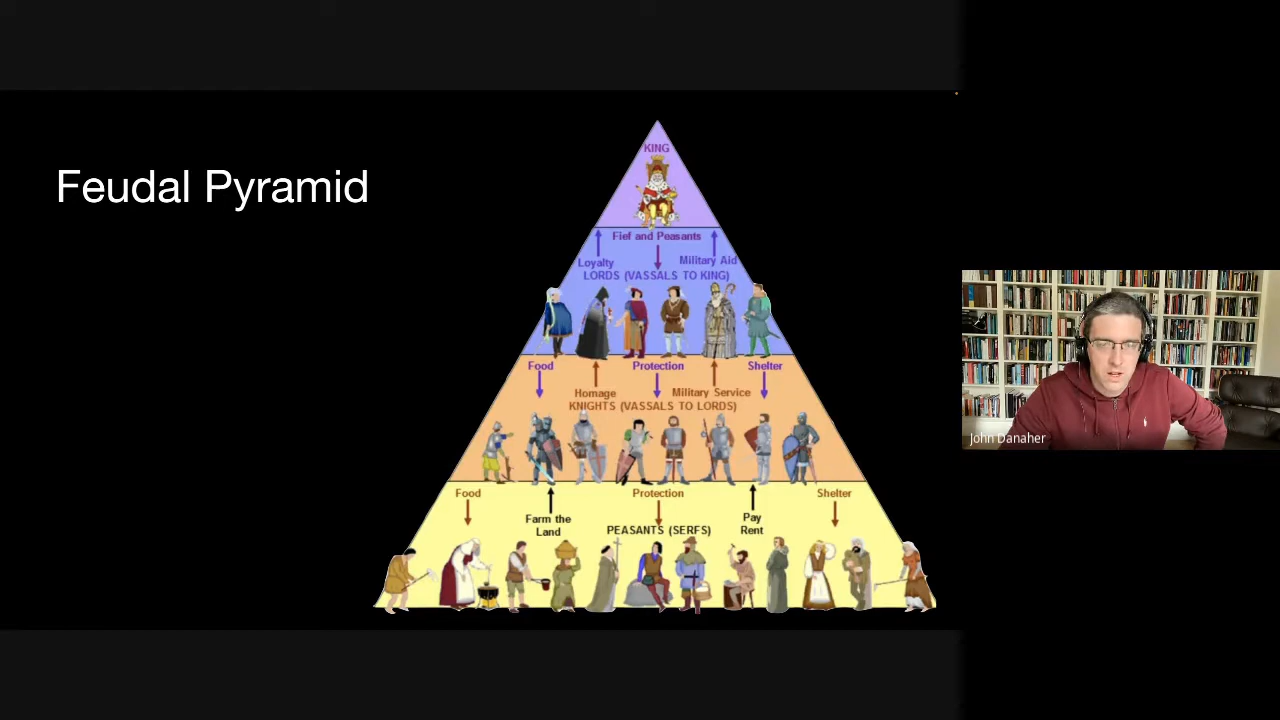 Feudal Pyramid
KING
Fief and Peasants
Loyalty
Military Aid
LORDS (VASSALS TO KING)
Food
Protection
Shelter
Homage
Military Service
KNIGHTS (VASSALS TO LORDS)
Food
Protection
Shelter
Farm the
Land
Pay
Rent
PEASANTS (SERFS)
John Danaher